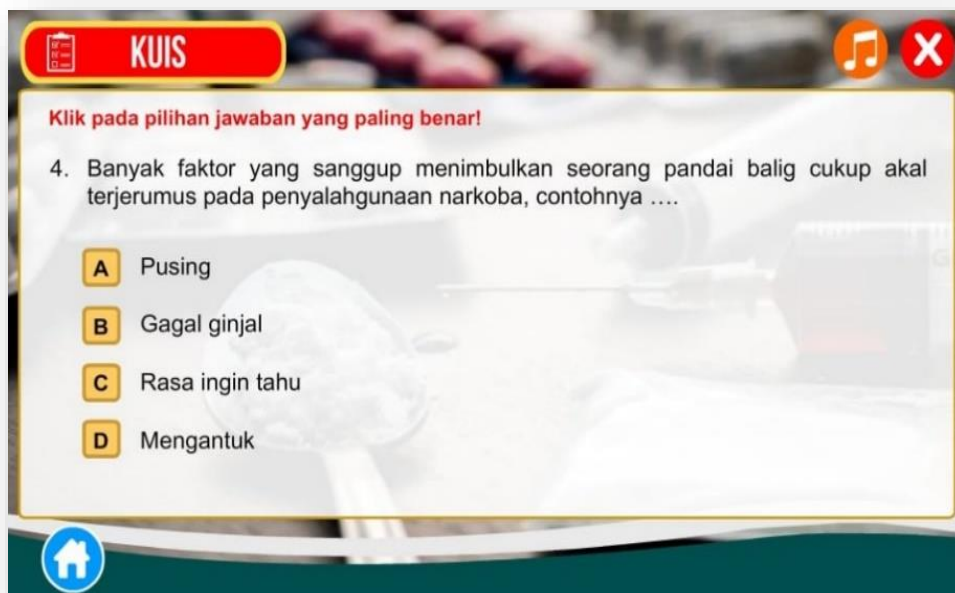 KUIS
Klik pada pilihan jawaban yang paling benar!
4. Banyak faktor yang sanggup menimbulkan seorang pandai balig cukup akal
terjerumus pada penyalahgunaan narkoba, contohnya ....
A Pusing
B Gagal ginjal
C Rasa ingin tahu
D Mengantuk